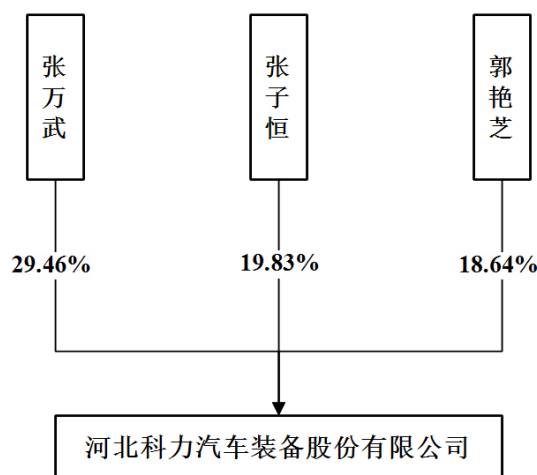 张万武
张子恒
郭艳芝
29.46%
19.83%
18.64%
河北科力汽车装备股份有限公司